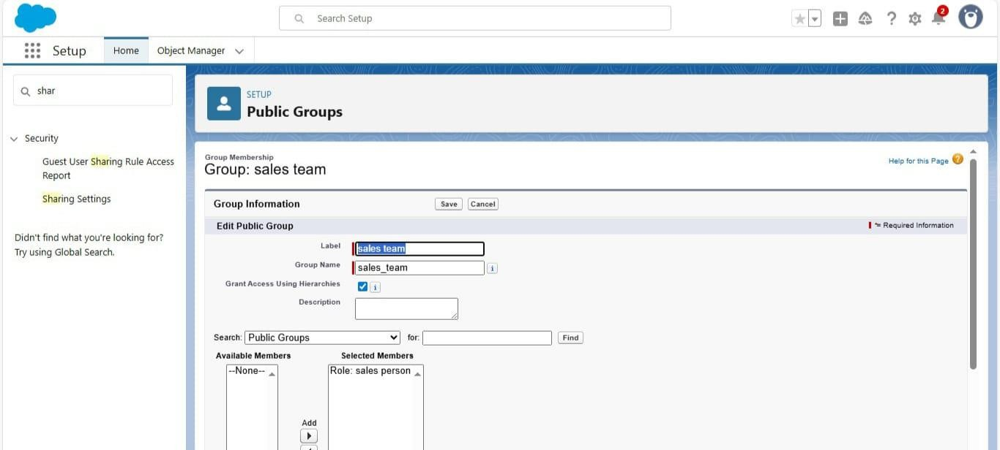 Search Setup
2
Setup
Home
Object Manager
shar
Security
Guest User Sharing Rule Access
Report
Sharing Settings
Didn't find what you're looking for?
Try using Global Search.
SETUP
Public Groups
Group Membership
Group: sales team
Help for this Page ?
Group Information
Save
Cancel
Edit Public Group
= Required Information
Label
sales team
Group Name
sales_team
i
Grant Access Using Hierarchies
i
Description
Search: Public Groups for: Find
Available Members
Selected Members
--None--
Role: sales person
Add